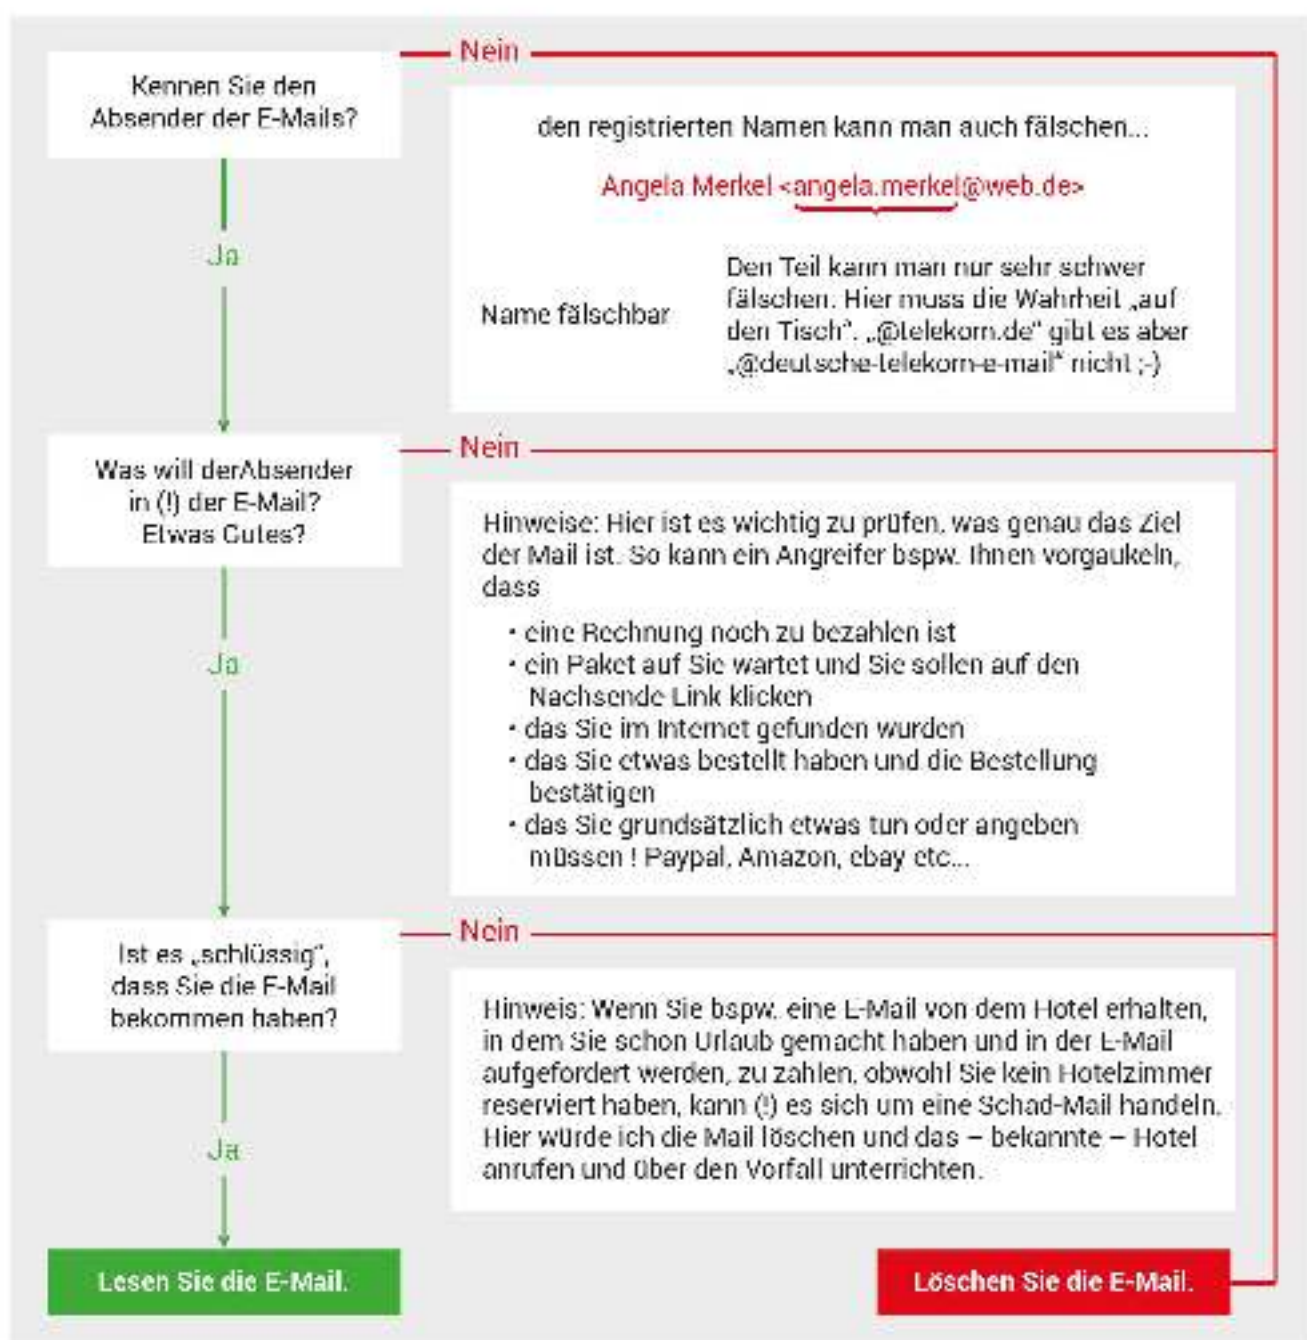 Kennen Sie den
Absender der E-Mails?
Nein
den registrierten Namen kann man auch fälschen...
Angela Merkel <angela.merkel@web.de>
Ja
Name fälschbar
Den Teil kann man nur sehr schwer
fälschen. Hier muss die Wahrheit „auf
den Tisch“. „@telekom.de“ gibt es aber
„@deutsche-telekom-e-mail“ nicht ;-)
Was will derAbsender
in (!) der E-Mail?
Etwas Gutes?
Nein
Hinweise: Hier ist es wichtig zu prüfen, was genau das Ziel
der Mail ist. So kann ein Angreifer bspw. Ihnen vorgaukeln,
dass
• eine Rechnung noch zu bezahlen ist
• ein Paket auf Sie wartet und Sie sollen auf den
Nachsende Link klicken
• das Sie im Internet gefunden wurden
• das Sie etwas bestellt haben und die Bestellung
bestätigen
• das Sie grundsätzlich etwas tun oder angeben
müssen ! Paypal, Amazon, ebay etc...
Ja
Ist es „schlüssig“,
dass Sie die E-Mail
bekommen haben?
Nein
Hinweis: Wenn Sie bspw. eine E-Mail von dem Hotel erhalten,
in dem Sie schon Urlaub gemacht haben und in der E-Mail
aufgefordert werden, zu zahlen, obwohl Sie kein Hotelzimmer
reserviert haben, kann (!) es sich um eine Schad-Mail handeln.
Hier würde ich die Mail löschen und das – bekannte – Hotel
anrufen und über den Vorfall unterrichten.
Ja
Lesen Sie die E-Mail.
Löschen Sie die E-Mail.